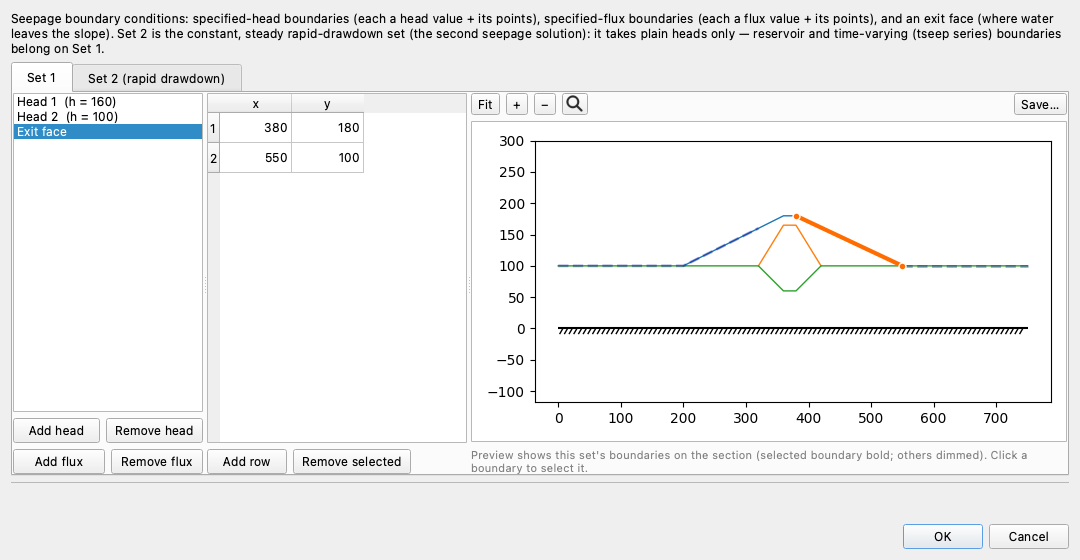 Seepage boundary conditions: specified-head boundaries (each a head value + its points), specified-flux boundaries (each a flux value + its points), and an exit face (where water
leaves the slope). Set 2 is the constant, steady rapid-drawdown set (the second seepage solution): it takes plain heads only — reservoir and time-varying (tseep series) boundaries
belong on Set 1.
Set 1
Set 2 (rapid drawdown)
Head 1 (h = 160)
Head 2 (h = 100)
Exit face
Add head
Remove head
Add flux
Remove flux
x y
1 380 180
2 550 100
Add row
Remove selected
Fit + − Save...
300
250
200
150
100
50
0
−50
−100
0 100 200 300 400 500 600 700
Preview shows this set's boundaries on the section (selected boundary bold; others dimmed). Click a
boundary to select it.
OK
Cancel